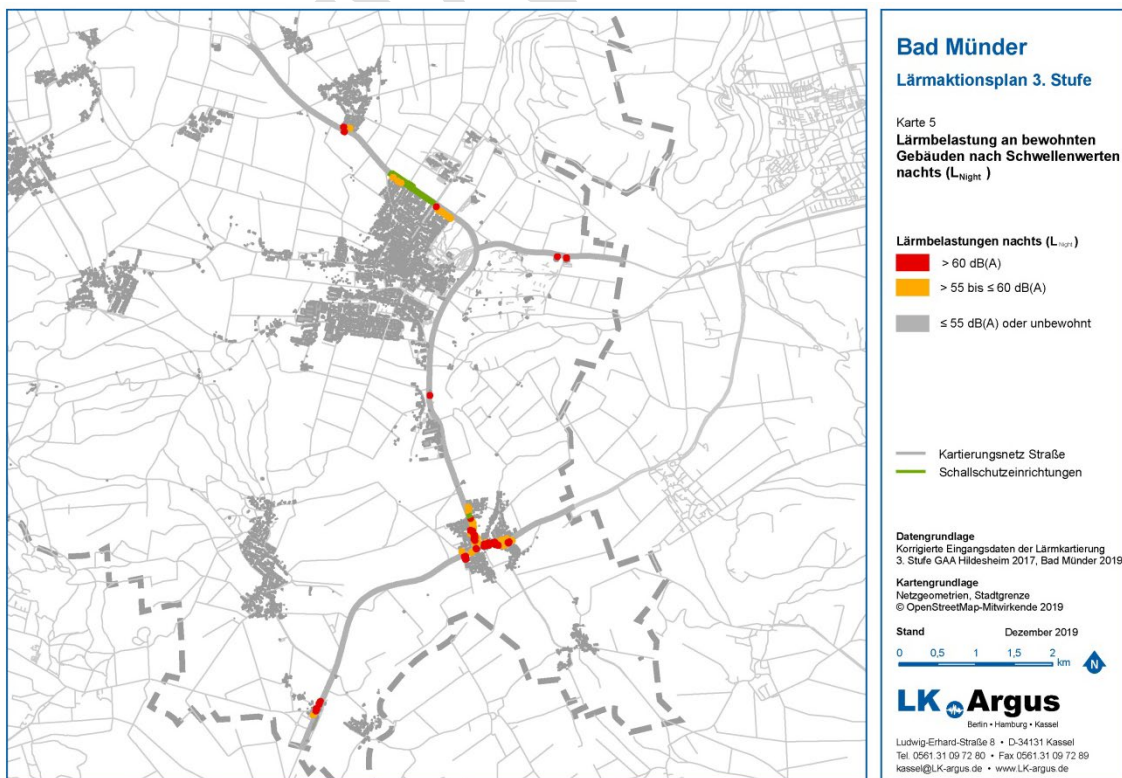 Bad Münder
Lärmaktionsplan 3. Stufe
Karte 5
Lärmbelastung an bewohnten
Gebäuden nach Schwellenwerten
nachts (LNight )
Lärmbelastungen nachts (LNight)
> 60 dB(A)
> 55 bis ≤ 60 dB(A)
≤ 55 dB(A) oder unbewohnt
Kartierungsnetz Straße
Schallschutzeinrichtungen
Datengrundlage
Korrigierte Eingangsdaten der Lärmkartierung
3. Stufe GAA Hildesheim 2017, Bad Münder 2019
Kartengrundlage
Netzgeometrien, Stadtgrenze
© OpenStreetMap-Mitwirkende 2019
Stand Dezember 2019
0 0,5 1 1,5 2
km
N
LK Argus
Berlin • Hamburg • Kassel
Ludwig-Erhard-Straße 8 • D-34131 Kassel
Tel. 0561.31 09 72 80 • Fax 0561.31 09 72 89
kassel@LK-argus.de • www.LK-argus.de